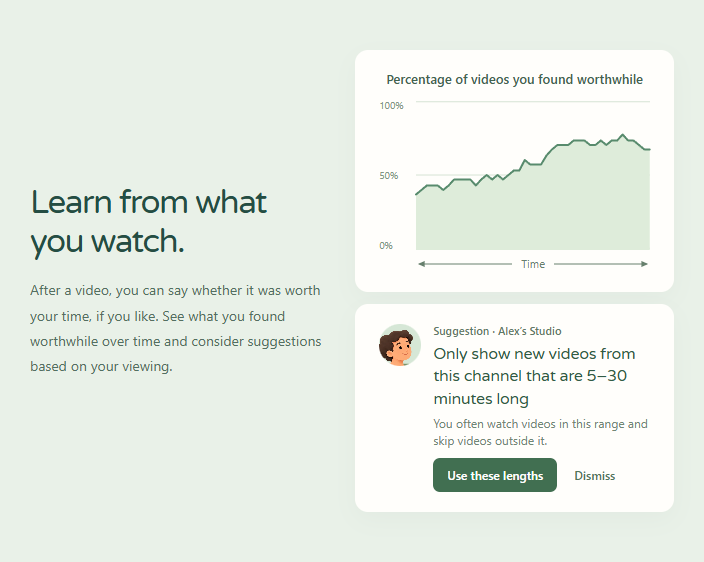 Learn from what
you watch.
After a video, you can say whether it was worth
your time, if you like. See what you found
worthwhile over time and consider suggestions
based on your viewing.
Percentage of videos you found worthwhile
100%
50%
0%
Time
Suggestion · Alex's Studio
Only show new videos from
this channel that are 5–30
minutes long
You often watch videos in this range and
skip videos outside it.
Use these lengths
Dismiss